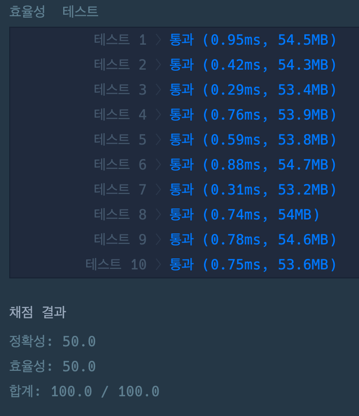 효율성 테스트
테스트 1 〉 통과 (0.95ms, 54.5MB)
테스트 2 〉 통과 (0.42ms, 54.3MB)
테스트 3 〉 통과 (0.29ms, 53.4MB)
테스트 4 〉 통과 (0.76ms, 53.9MB)
테스트 5 〉 통과 (0.59ms, 53.8MB)
테스트 6 〉 통과 (0.88ms, 54.7MB)
테스트 7 〉 통과 (0.31ms, 53.2MB)
테스트 8 〉 통과 (0.74ms, 54MB)
테스트 9 〉 통과 (0.78ms, 54.6MB)
테스트 10 〉 통과 (0.75ms, 53.6MB)
채점 결과
정확성: 50.0
효율성: 50.0
합계: 100.0 / 100.0